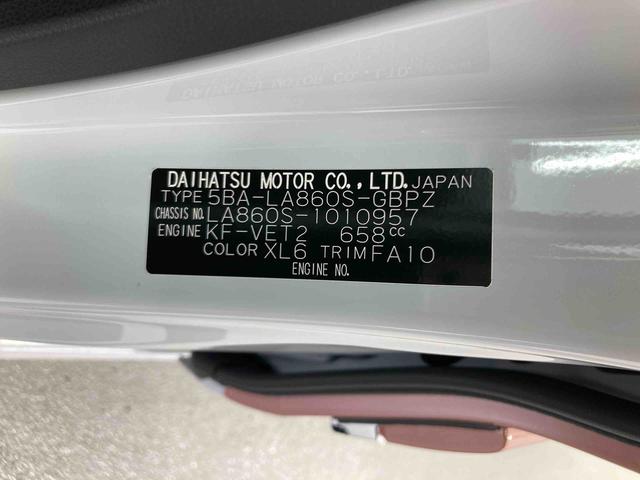 DAIHATSU MOTOR CO., LTD. JAPAN
TYPE 5BA-LA860S-GBPZ
CHASSIS NO. LA860S-1010957
ENGINE KF-VET2 658cc
COLOR XL6 TRIM FA10
ENGINE NO.